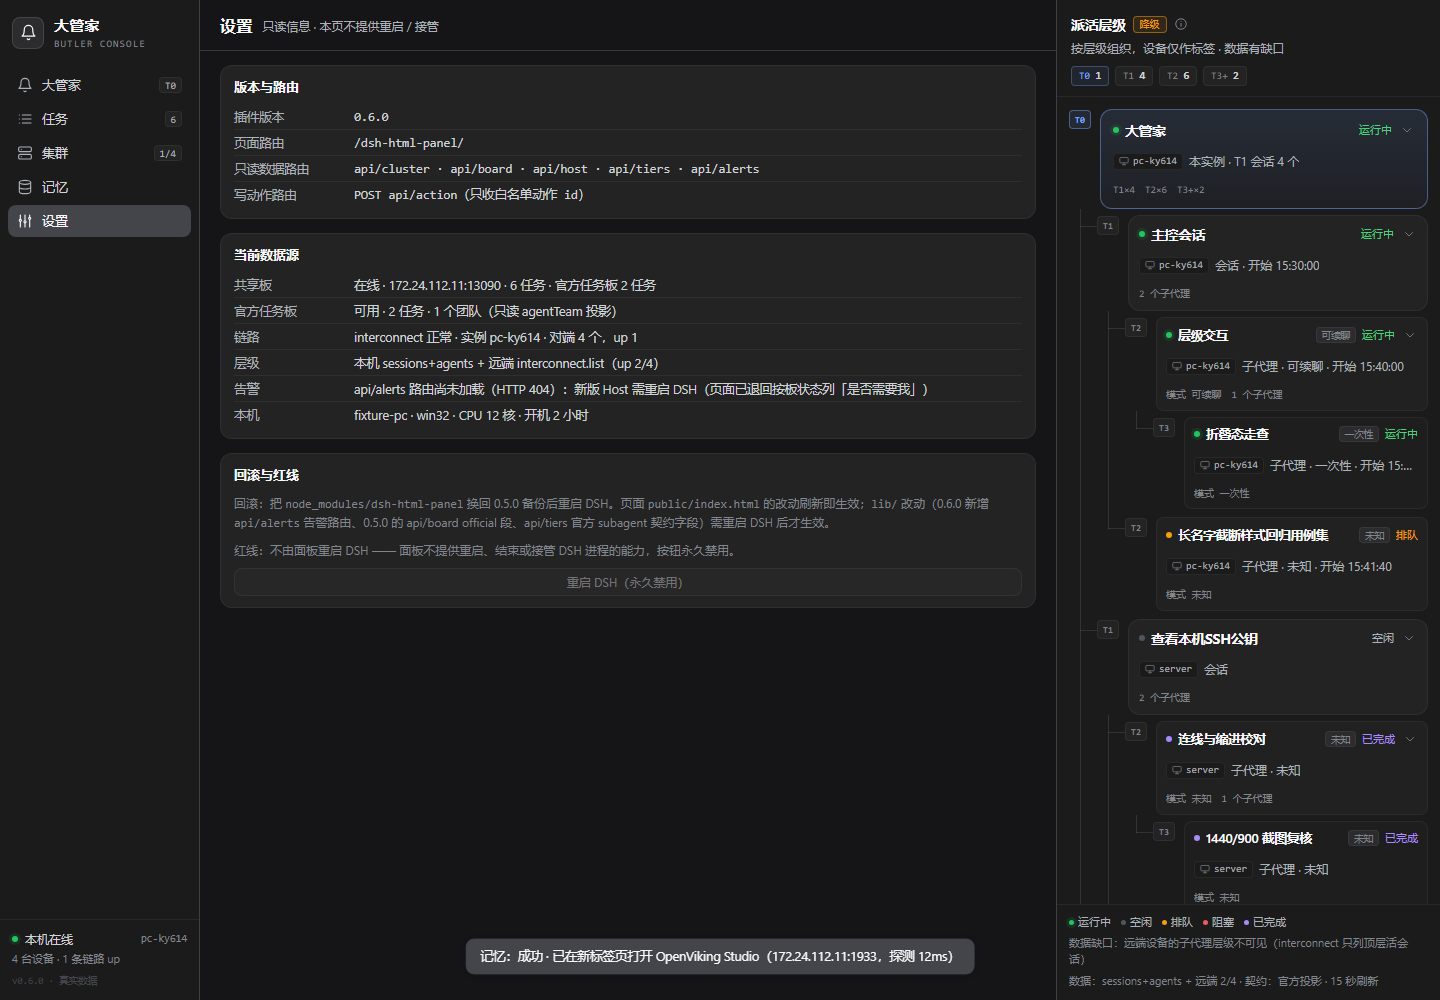 大管家
BUTLER CONSOLE
大管家 T0
任务 6
集群 1/4
记忆
设置
本机在线 pc-ky614
4 台设备 · 1 条链路 up
v0.6.0 · 真实数据
设置 只读信息 · 本页不提供重启 / 接管
版本与路由
插件版本 0.6.0
页面路由 /dsh-html-panel/
只读数据路由 api/cluster · api/board · api/host · api/tiers · api/alerts
写动作路由 POST api/action（只收白名单动作 id）
当前数据源
共享板 在线 · 172.24.112.11:13090 · 6 任务 · 官方任务板 2 任务
官方任务板 可用 · 2 任务 · 1 个团队（只读 agentTeam 投影）
链路 interconnect 正常 · 实例 pc-ky614 · 对端 4 个，up 1
层级 本机 sessions+agents + 远端 interconnect.list（up 2/4）
告警 api/alerts 路由尚未加载（HTTP 404）：新版 Host 需重启 DSH（页面已退回按板状态列「是否需要我」）
本机 fixture-pc · win32 · CPU 12 核 · 开机 2 小时
回滚与红线
回滚：把 node_modules/dsh-html-panel 换回 0.5.0 备份后重启 DSH。页面 public/index.html 的改动刷新即生效；lib/ 改动（0.6.0 新增
api/alerts 告警路由、0.5.0 的 api/board official 段、api/tiers 官方 subagent 契约字段）需重启 DSH 后才生效。
红线：不由面板重启 DSH —— 面板不提供重启、结束或接管 DSH 进程的能力，按钮永久禁用。
重启 DSH（永久禁用）
记忆：成功 · 已在新标签页打开 OpenViking Studio（172.24.112.11:1933，探测 12ms）
派活层级 降级
按层级组织，设备仅作标签 · 数据有缺口
T0 1 T1 4 T2 6 T3+ 2
T0
大管家 运行中
pc-ky614 本实例 · T1 会话 4 个
T1×4 T2×6 T3+×2
T1
主控会话 运行中
pc-ky614 会话 · 开始 15:30:00
2 个子代理
T2
层级交互 可续聊 运行中
pc-ky614 子代理 · 可续聊 · 开始 15:40:00
模式 可续聊 1 个子代理
T3
折叠态走查 一次性 运行中
pc-ky614 子代理 · 一次性 · 开始 15:...
模式 一次性
T2
长名字截断样式回归用例集 未知 排队
pc-ky614 子代理 · 未知 · 开始 15:41:40
模式 未知
T1
查看本机SSH公钥 空闲
server 会话
2 个子代理
T2
连线与缩进校对 未知 已完成
server 子代理 · 未知
模式 未知 1 个子代理
T3
1440/900 截图复核 未知 已完成
server 子代理 · 未知
模式 未知
运行中 空闲 排队 阻塞 已完成
数据缺口：远端设备的子代理层级不可见（interconnect 只列顶层活会
话）
数据：sessions+agents + 远端 2/4 · 契约：官方投影 · 15 秒刷新